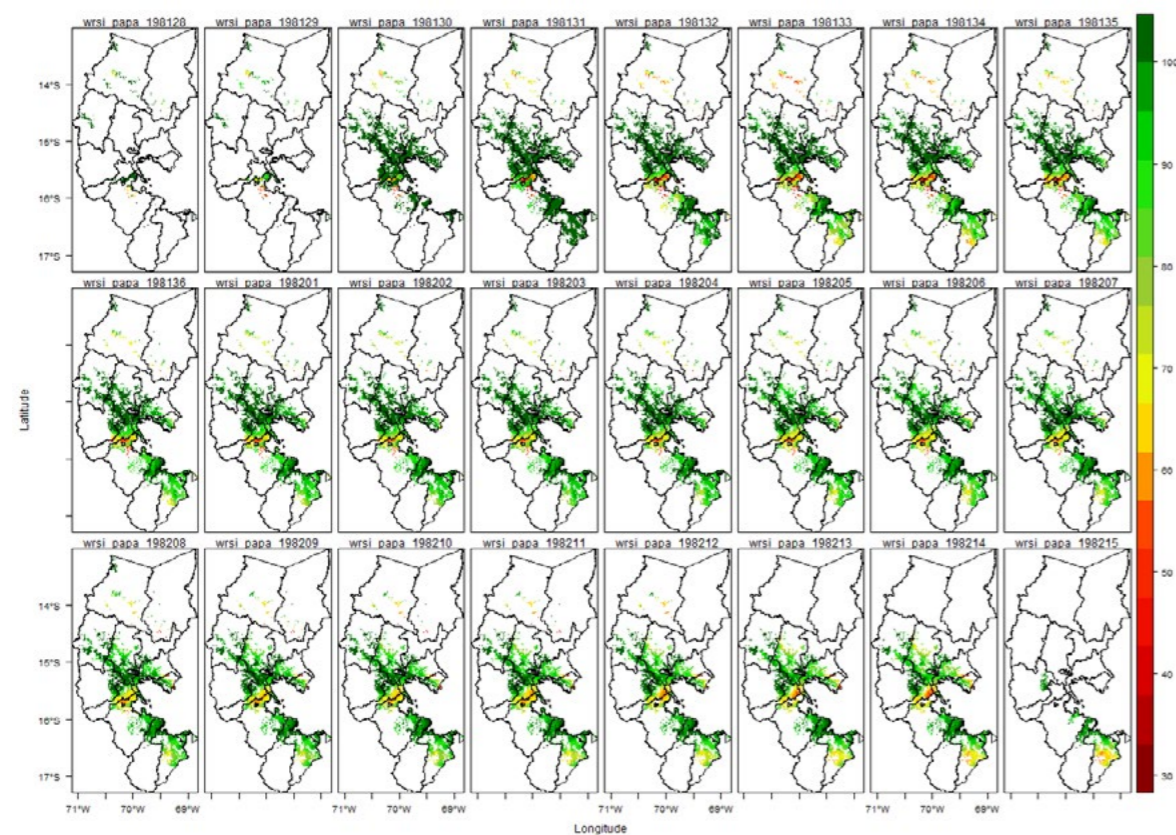 wrsi_papa_198128 wrsi_papa_198129 wrsi_papa_198130 wrsi_papa_198131 wrsi_papa_198132 wrsi_papa_198133 wrsi_papa_198134 wrsi_papa_198135
100
14°S
90
15°S
16°S
17°S
80
wrsi_papa_198136 wrsi_papa_198201 wrsi_papa_198202 wrsi_papa_198203 wrsi_papa_198204 wrsi_papa_198205 wrsi_papa_198206 wrsi_papa_198207
70
Latitude
60
wrsi_papa_198208 wrsi_papa_198209 wrsi_papa_198210 wrsi_papa_198211 wrsi_papa_198212 wrsi_papa_198213 wrsi_papa_198214 wrsi_papa_198215
50
14°S
15°S
40
16°S
17°S
30
71°W 70°W 69°W 71°W 70°W 69°W 71°W 70°W 69°W 71°W 70°W 69°W
Longitude